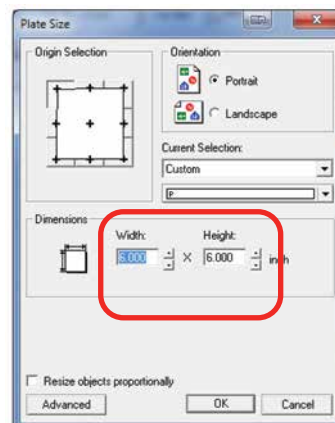 Plate Size
Origin Selection
Orientation
Portrait
Landscape
Current Selection:
Custom
P
Dimensions
Width:
Height:
6.000
X
6.000
inch
Resize objects proportionally
Advanced
OK
Cancel